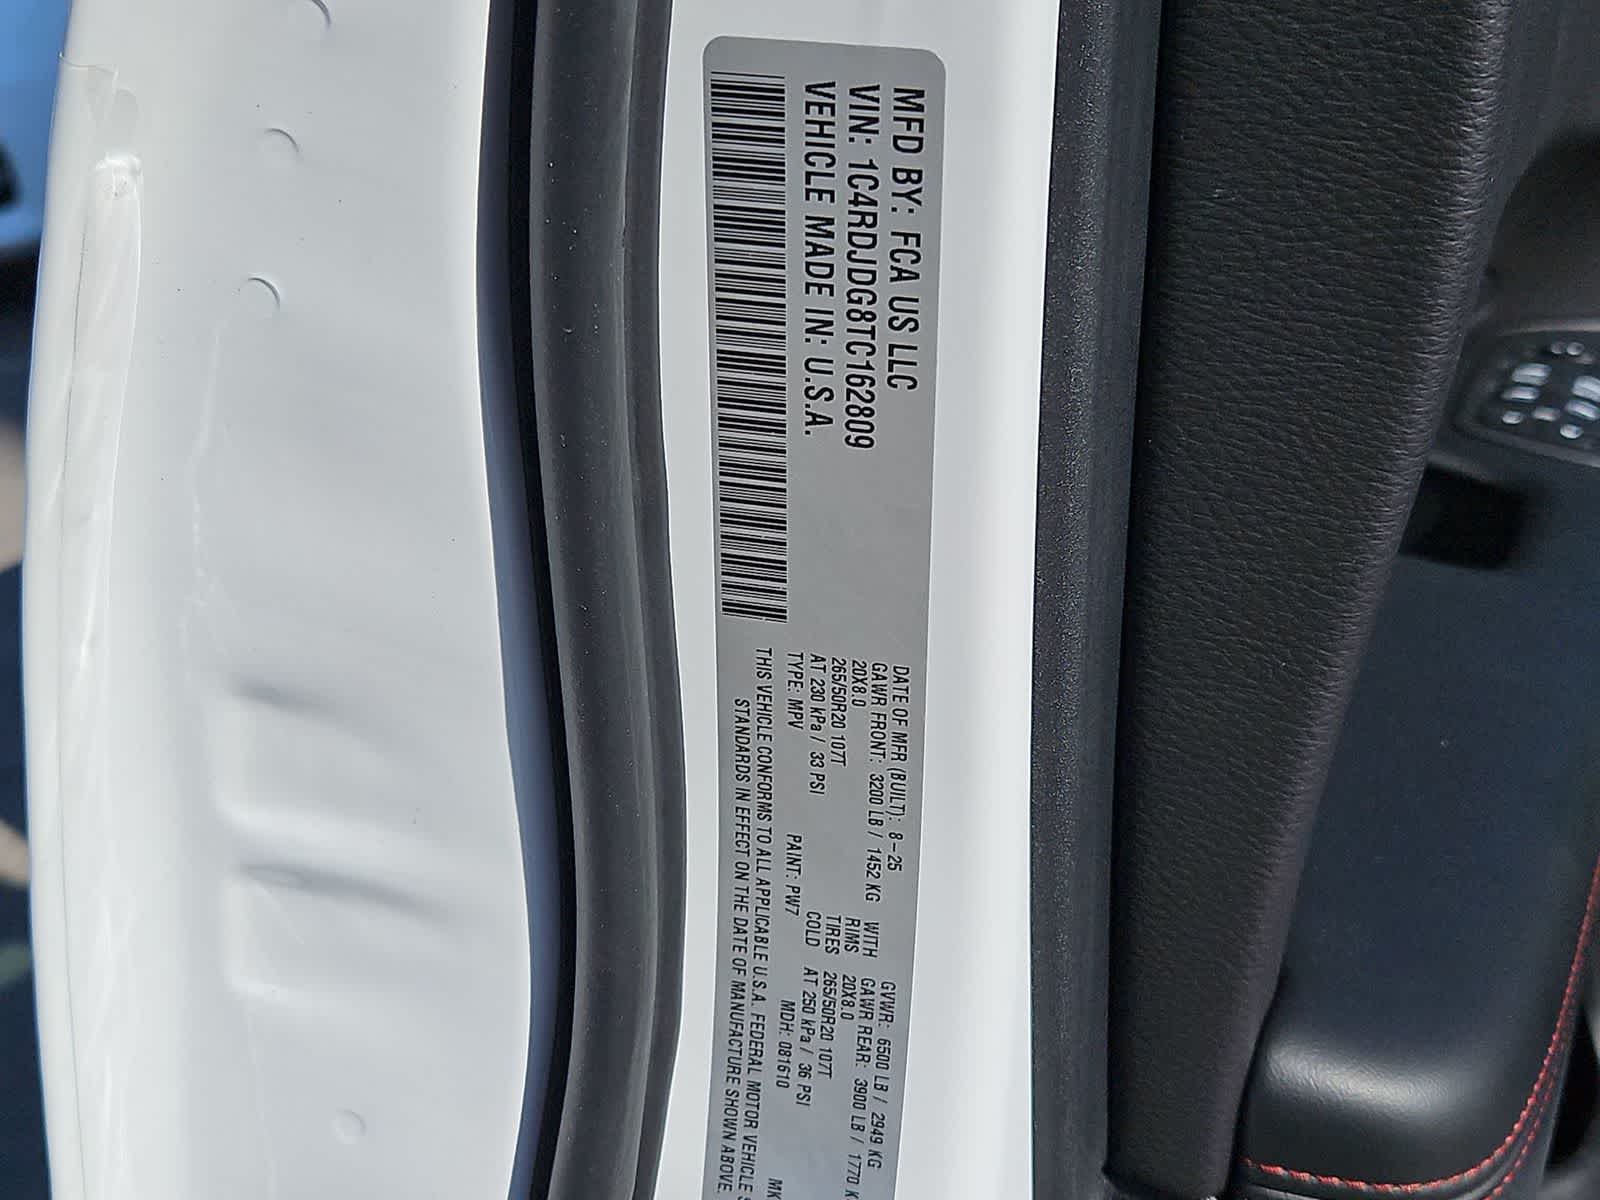 MFD BY: FCA US LLC
VIN: 1C4RDJDG8TC162809
VEHICLE MADE IN: U.S.A.
DATE OF MFR (BUILT): 8-25 GVWR: 6500 LB / 2949 KG
GAWR FRONT: 3200 LB / 1452 KG WITH GAWR REAR: 3900 LB / 1770 K
20X8.0 RIMS 20X8.0
265/50R20 107T TIRES 265/50R20 107T
AT 230 kPa / 33 PSI COLD AT 250 kPa / 36 PSI
TYPE: MPV PAINT: PW7 MDH: 081610 MK
THIS VEHICLE CONFORMS TO ALL APPLICABLE U.S.A. FEDERAL MOTOR VEHICLE S
STANDARDS IN EFFECT ON THE DATE OF MANUFACTURE SHOWN ABOVE.